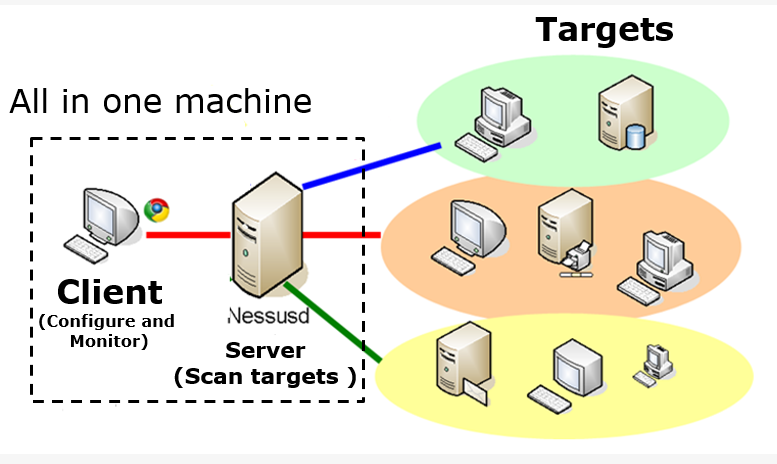 Targets
All in one machine
Client
(Configure and
Monitor)
Nessusd
Server
(Scan targets )